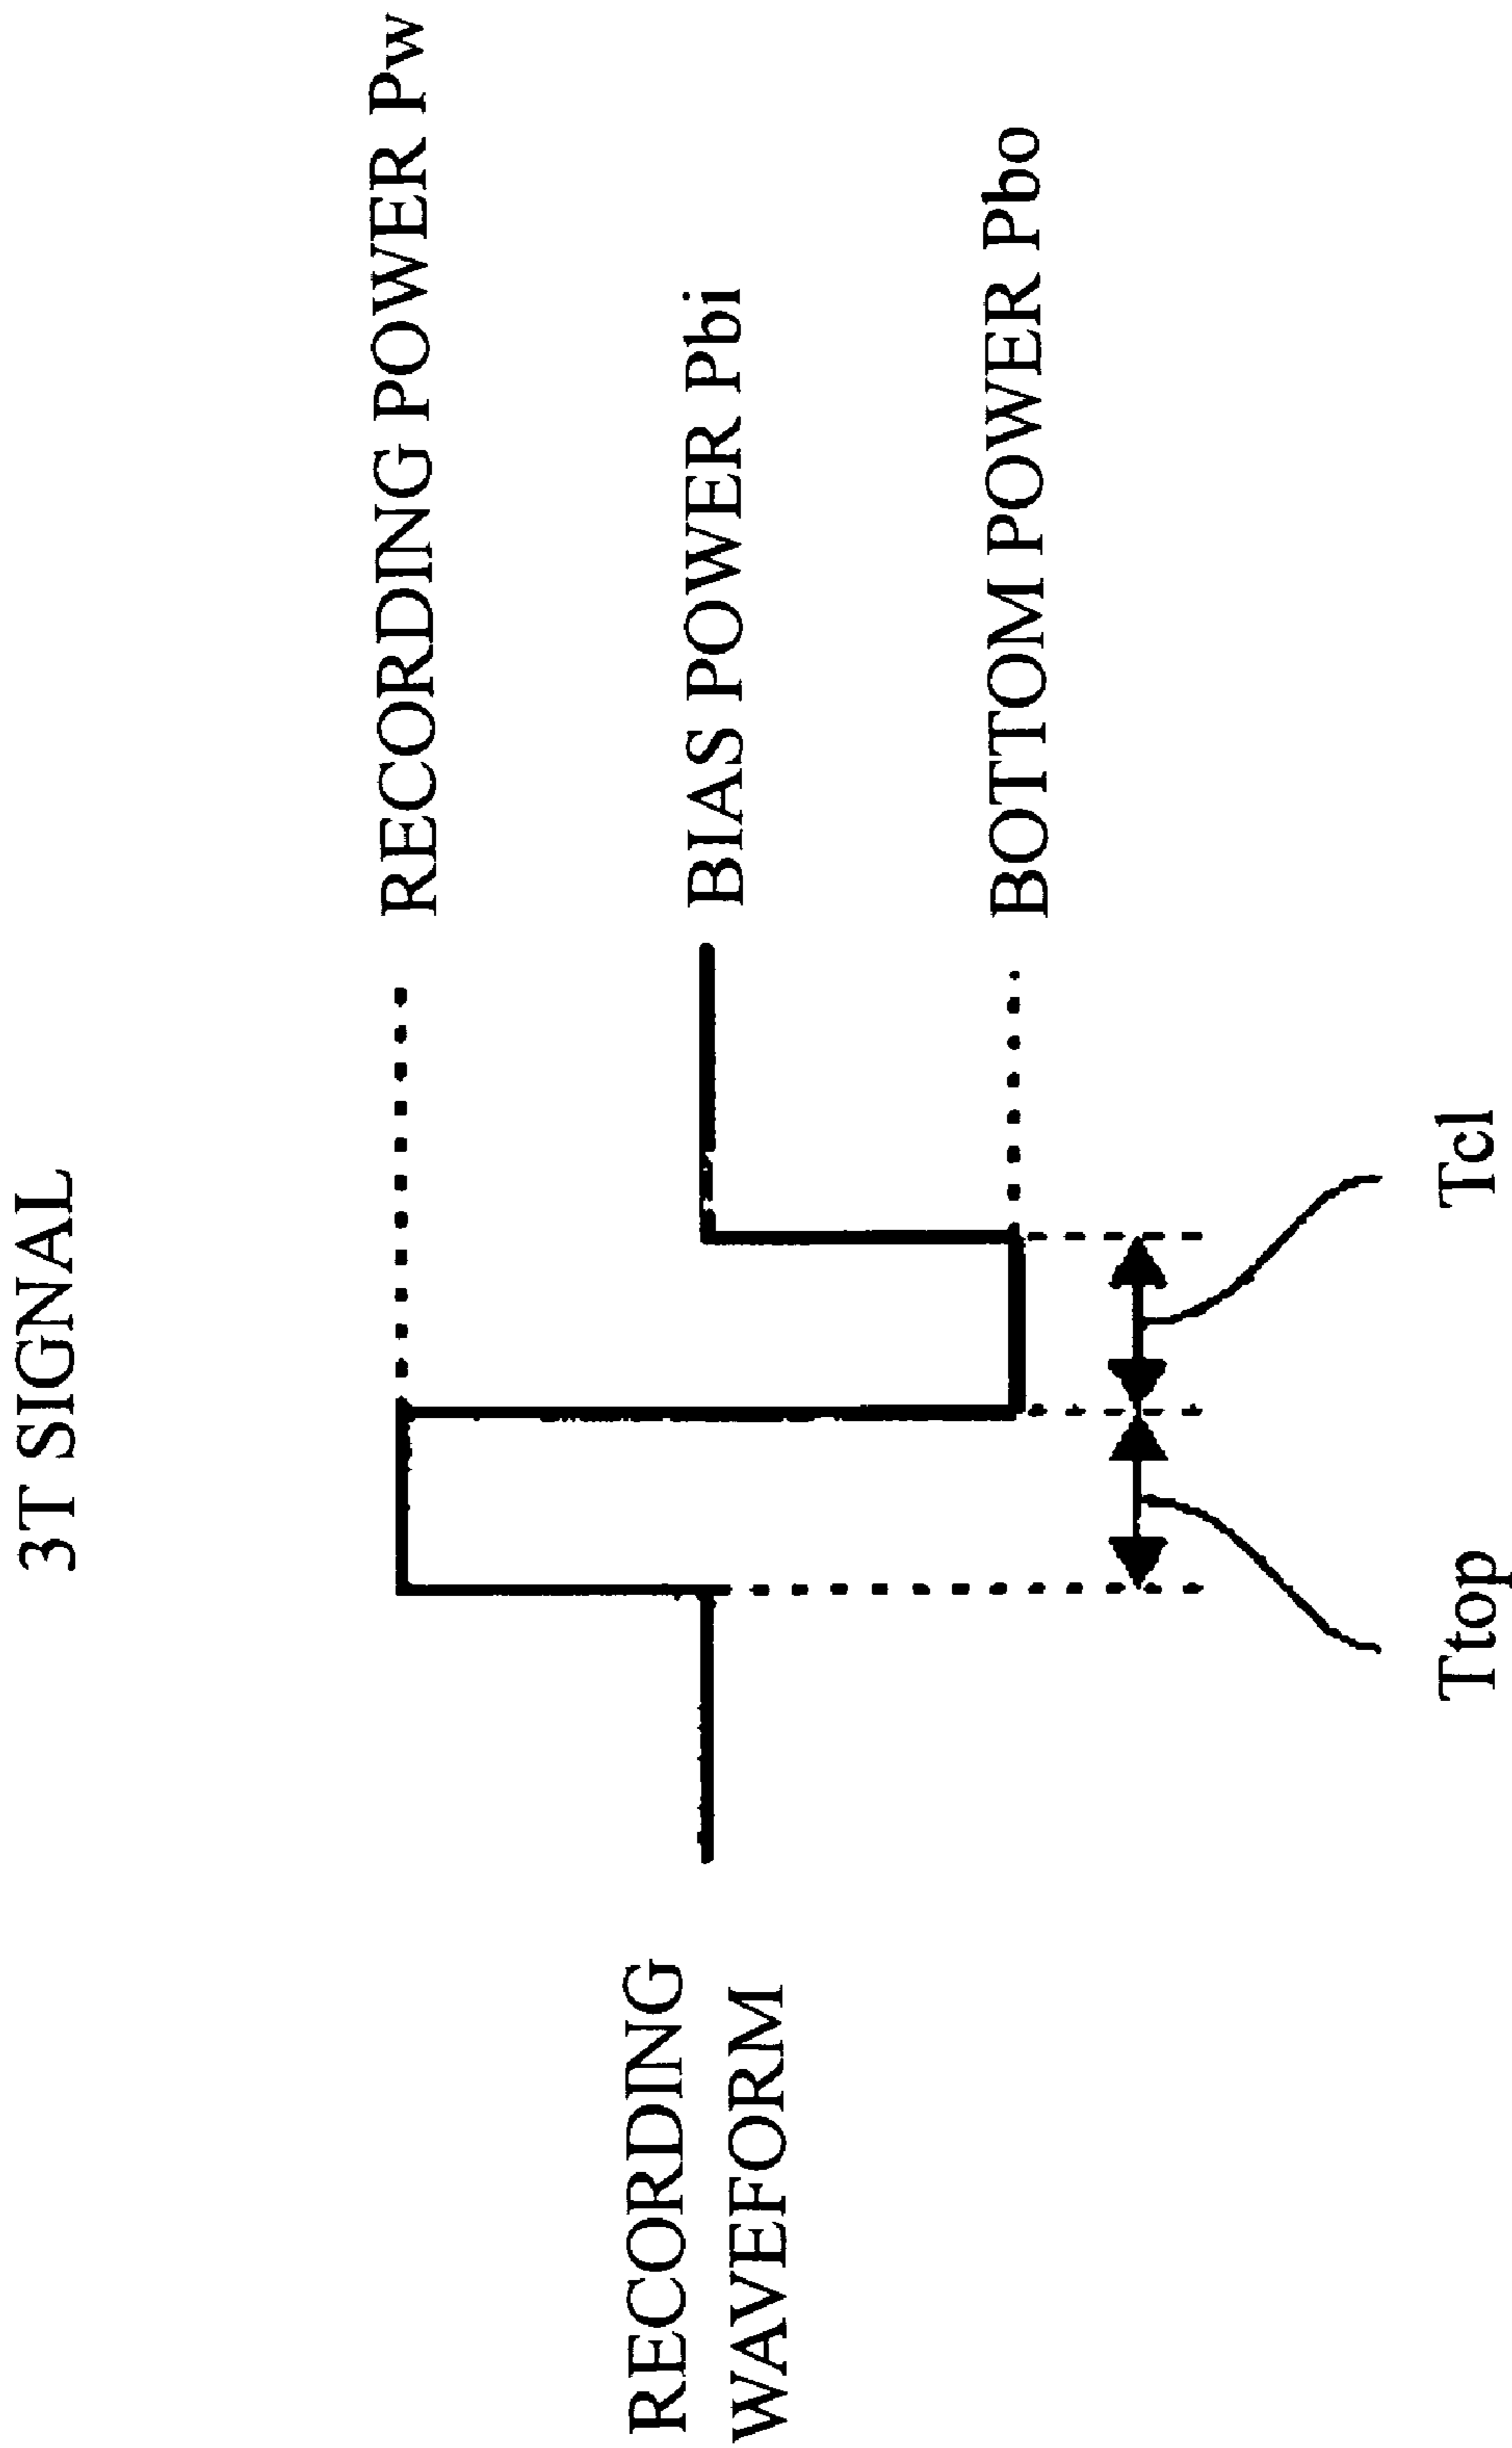 3T SIGNAL
RECORDING POWER Pw
RECORDING
WAVEFORM
BIAS POWER Pbi
BOTTOM POWER Pbo
Ttop
Tcl